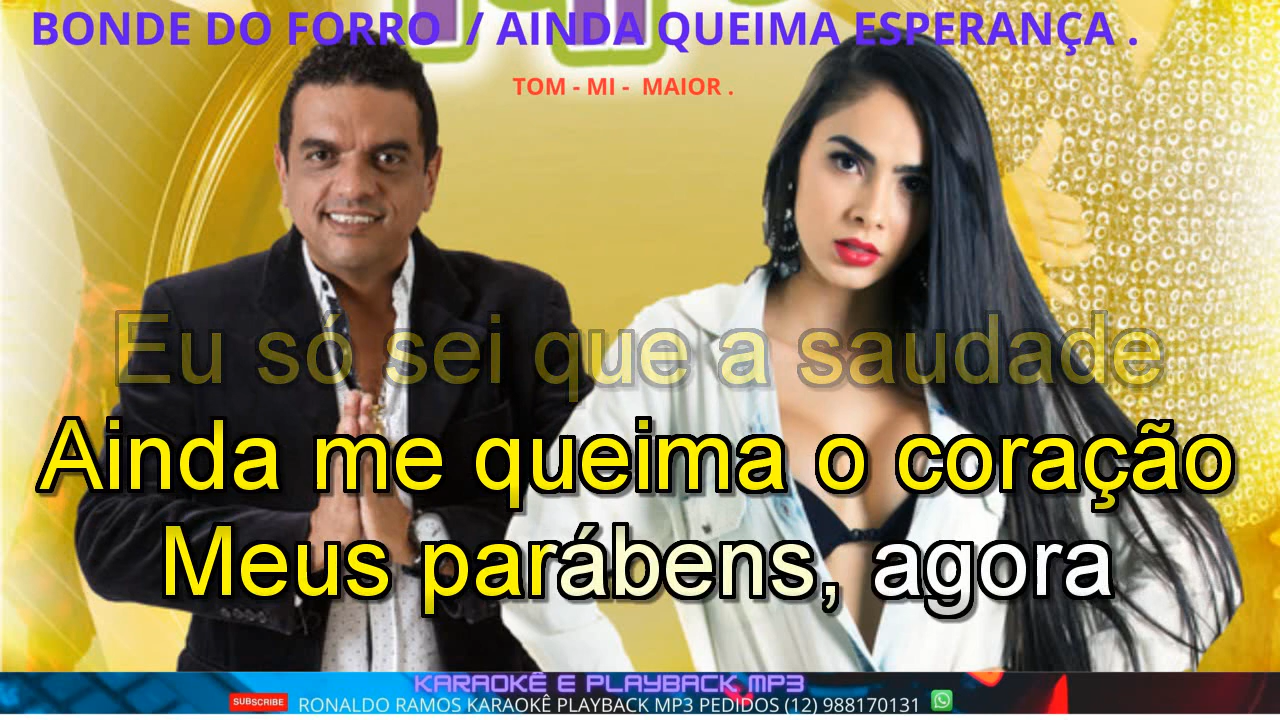 BONDE DO FORRO / AINDA QUEIMA ESPERANÇA .
TOM - MI - MAIOR .
Eu só sei que a saudade
Ainda me queima o coração
Meus parábens, agora
KARAOKÊ E PLAYBACK MP3
SUBSCRIBE RONALDO RAMOS KARAOKÊ PLAYBACK MP3 PEDIDOS (12) 988170131